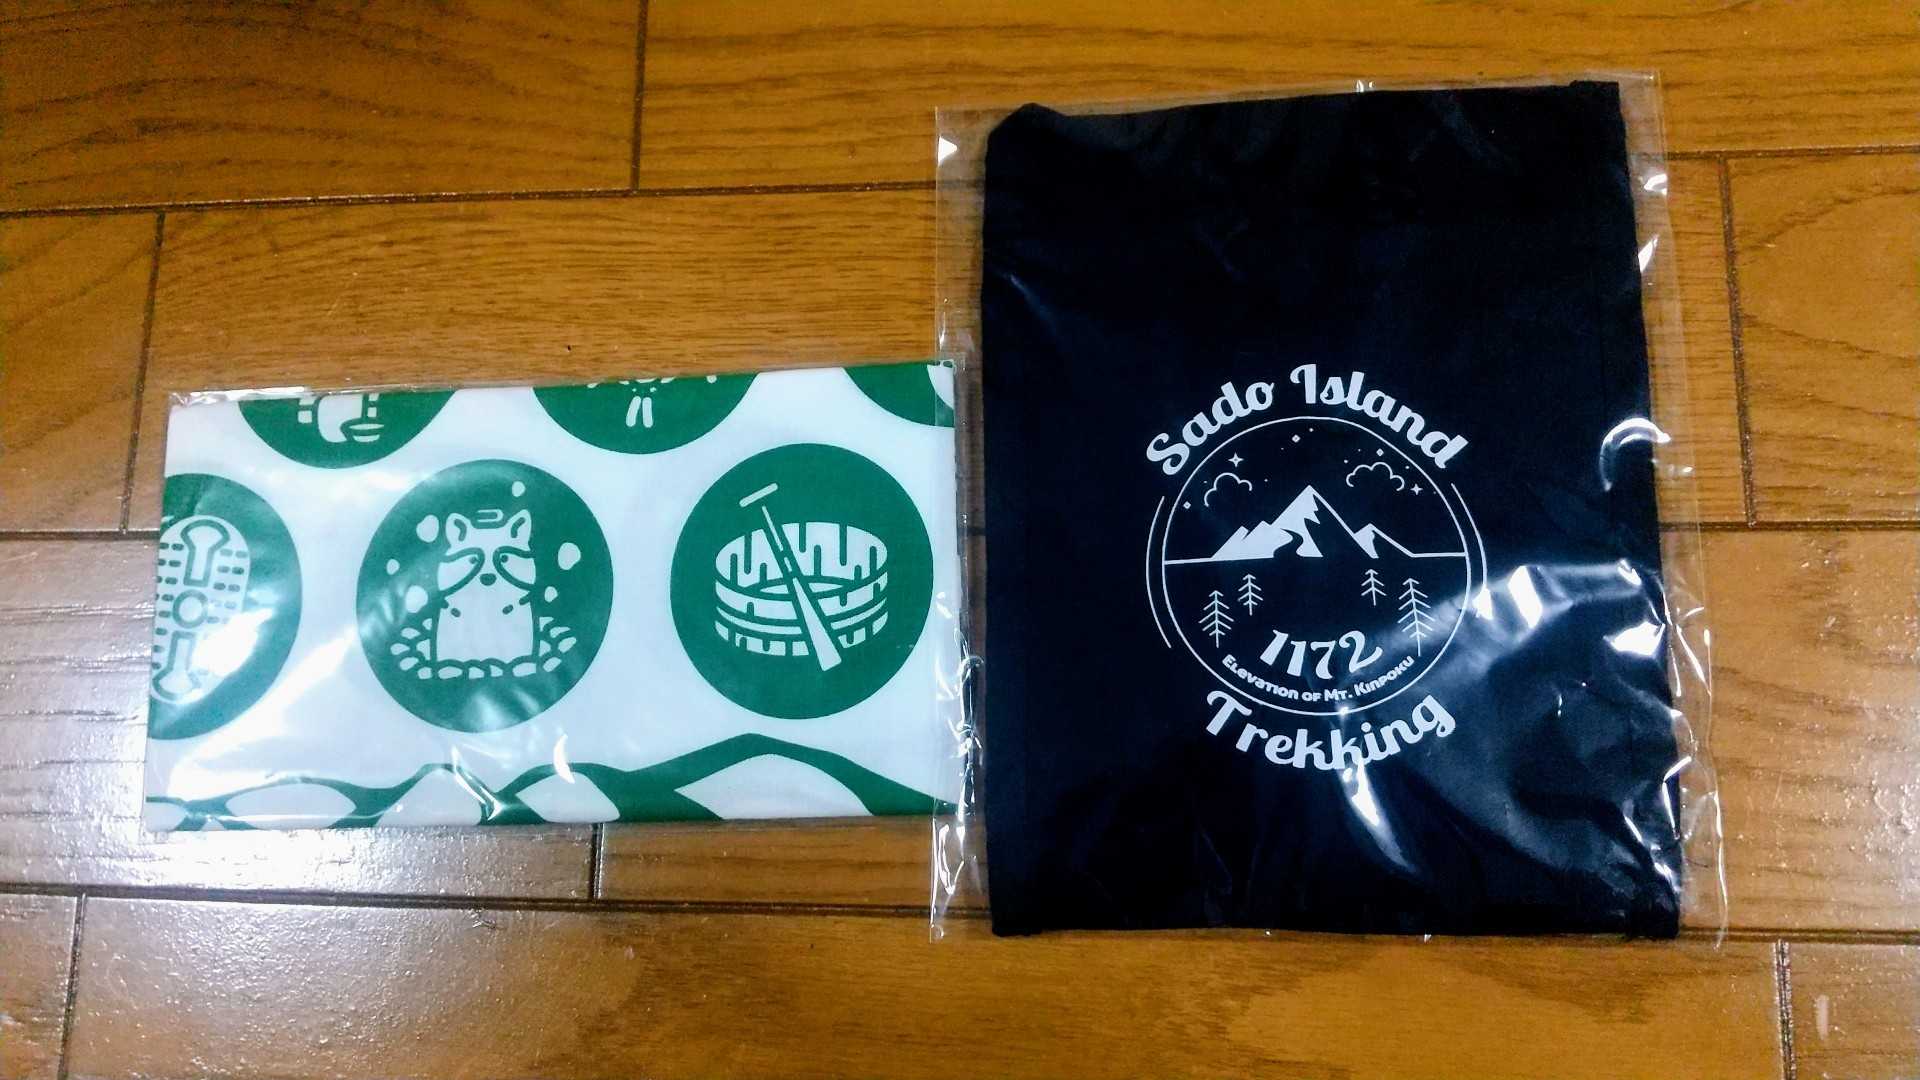 Sado Island
1172
Elevation of Mt. Kinpoku
Trekking